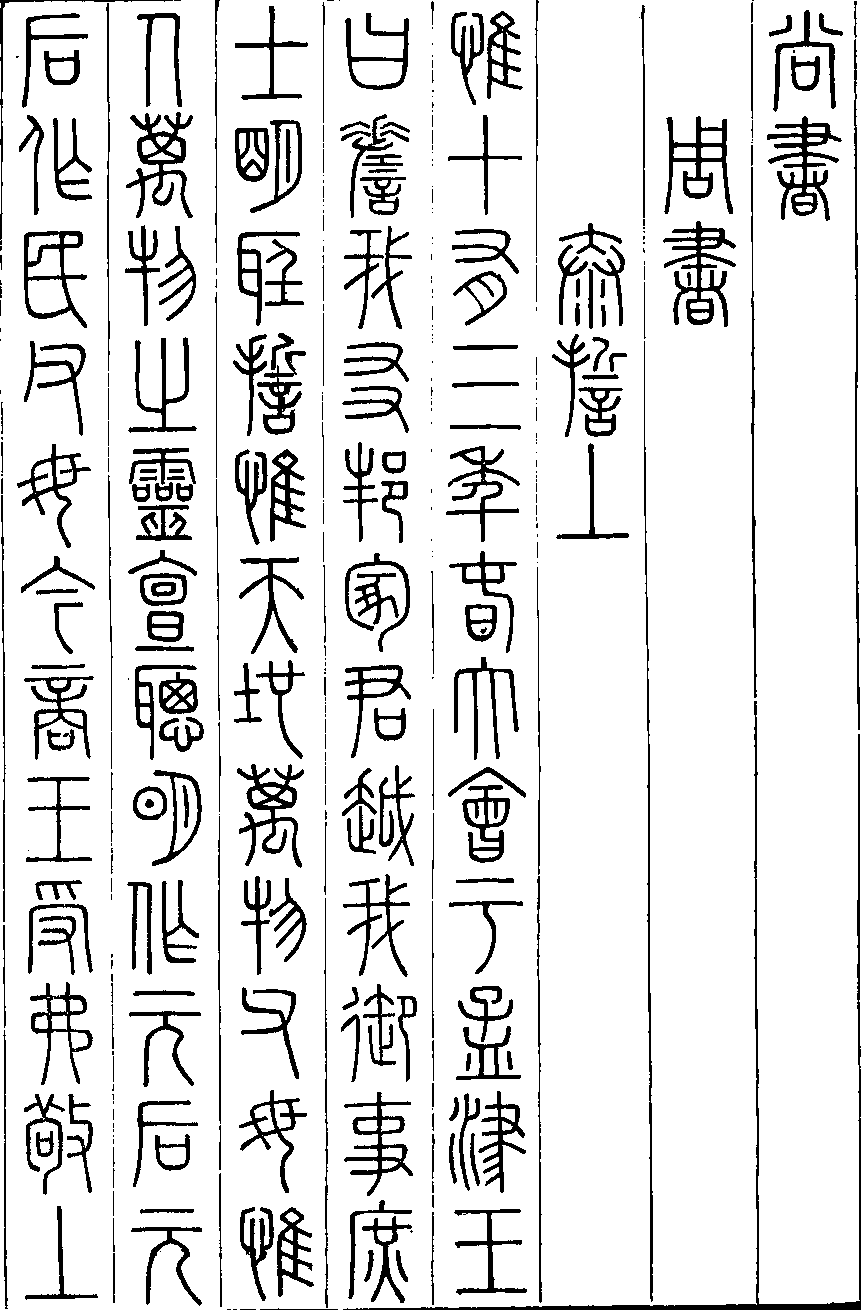 尚書
周書
泰誓上
惟十有三年春大會于孟津王
曰嗟我友邦冢君越我御事庶
士明聽誓惟天地萬物父母惟
人萬物之靈亶聰明作元后元
后作民父母今商王受弗敬上